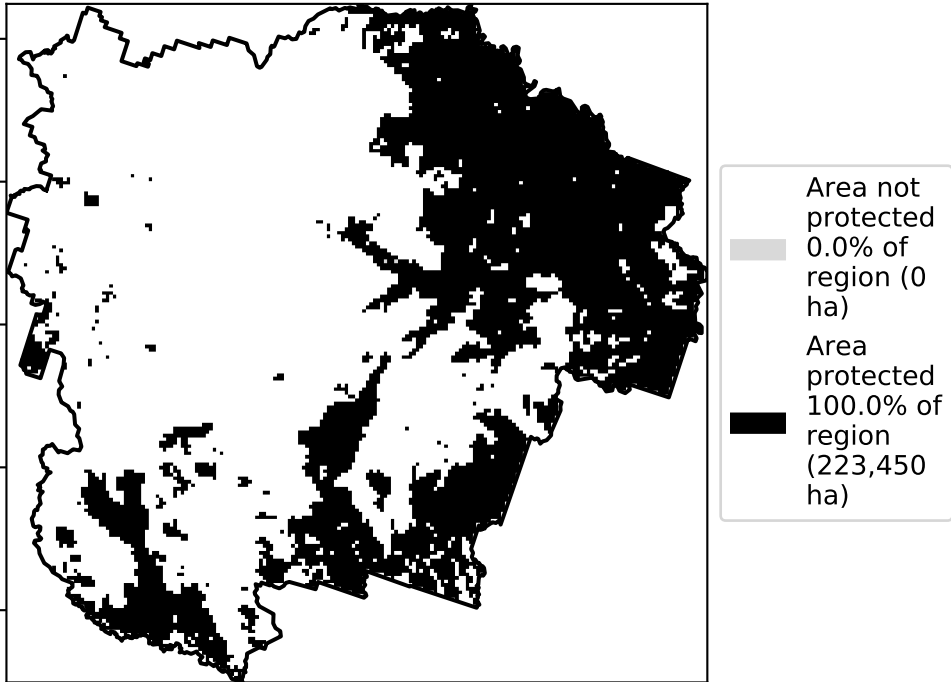 Area not
protected
0.0% of
region (0
ha)
Area
protected
100.0% of
region
(223,450
ha)